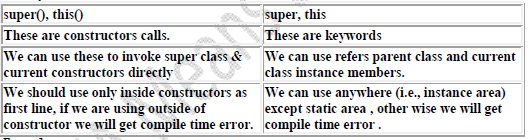 super(), this()
super, this
These are constructors calls.
These are keywords
We can use these to invoke super class &
current constructors directly
We can use refers parent class and current
class instance members.
We should use only inside constructors as
first line, if we are using outside of
constructor we will get compile time error.
We can use anywhere (i.e., instance area)
except static area , other wise we will get
compile time error .